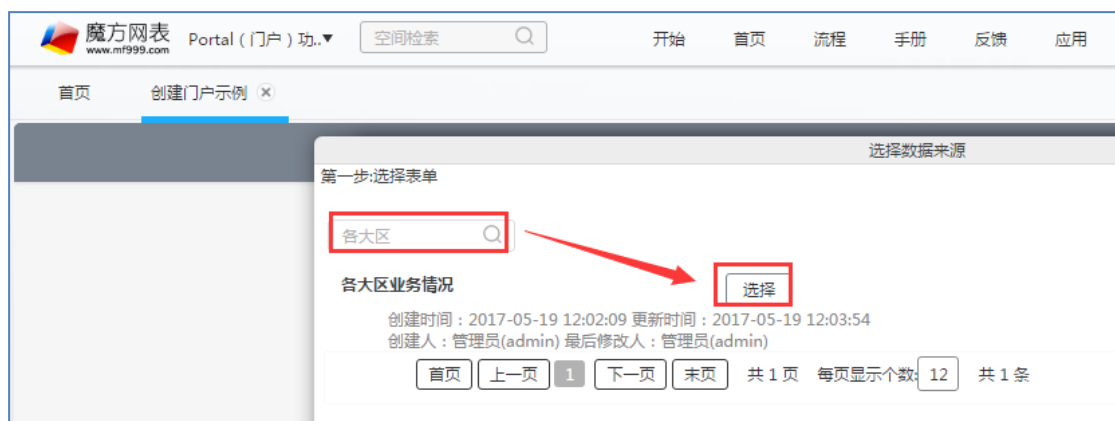 魔方网表
www.mf999.com
Portal ( 门户 ) 功..▼ 空间检索 开始 首页 流程 手册 反馈 应用
首页 创建门户示例
选择数据来源
第一步:选择表单
各大区
各大区业务情况 选择
创建时间 : 2017-05-19 12:02:09 更新时间 : 2017-05-19 12:03:54
创建人 : 管理员(admin) 最后修改人 : 管理员(admin)
首页 上一页 1 下一页 末页 共 1 页 每页显示个数: 12 共 1 条